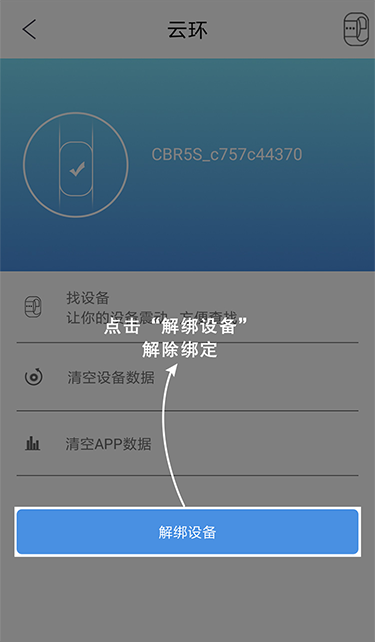 云环
CBR5S_c757c44370
找设备
让你的设备震动，方便查找
点击“解绑设备”
解除绑定
清空设备数据
清空APP数据
解绑设备